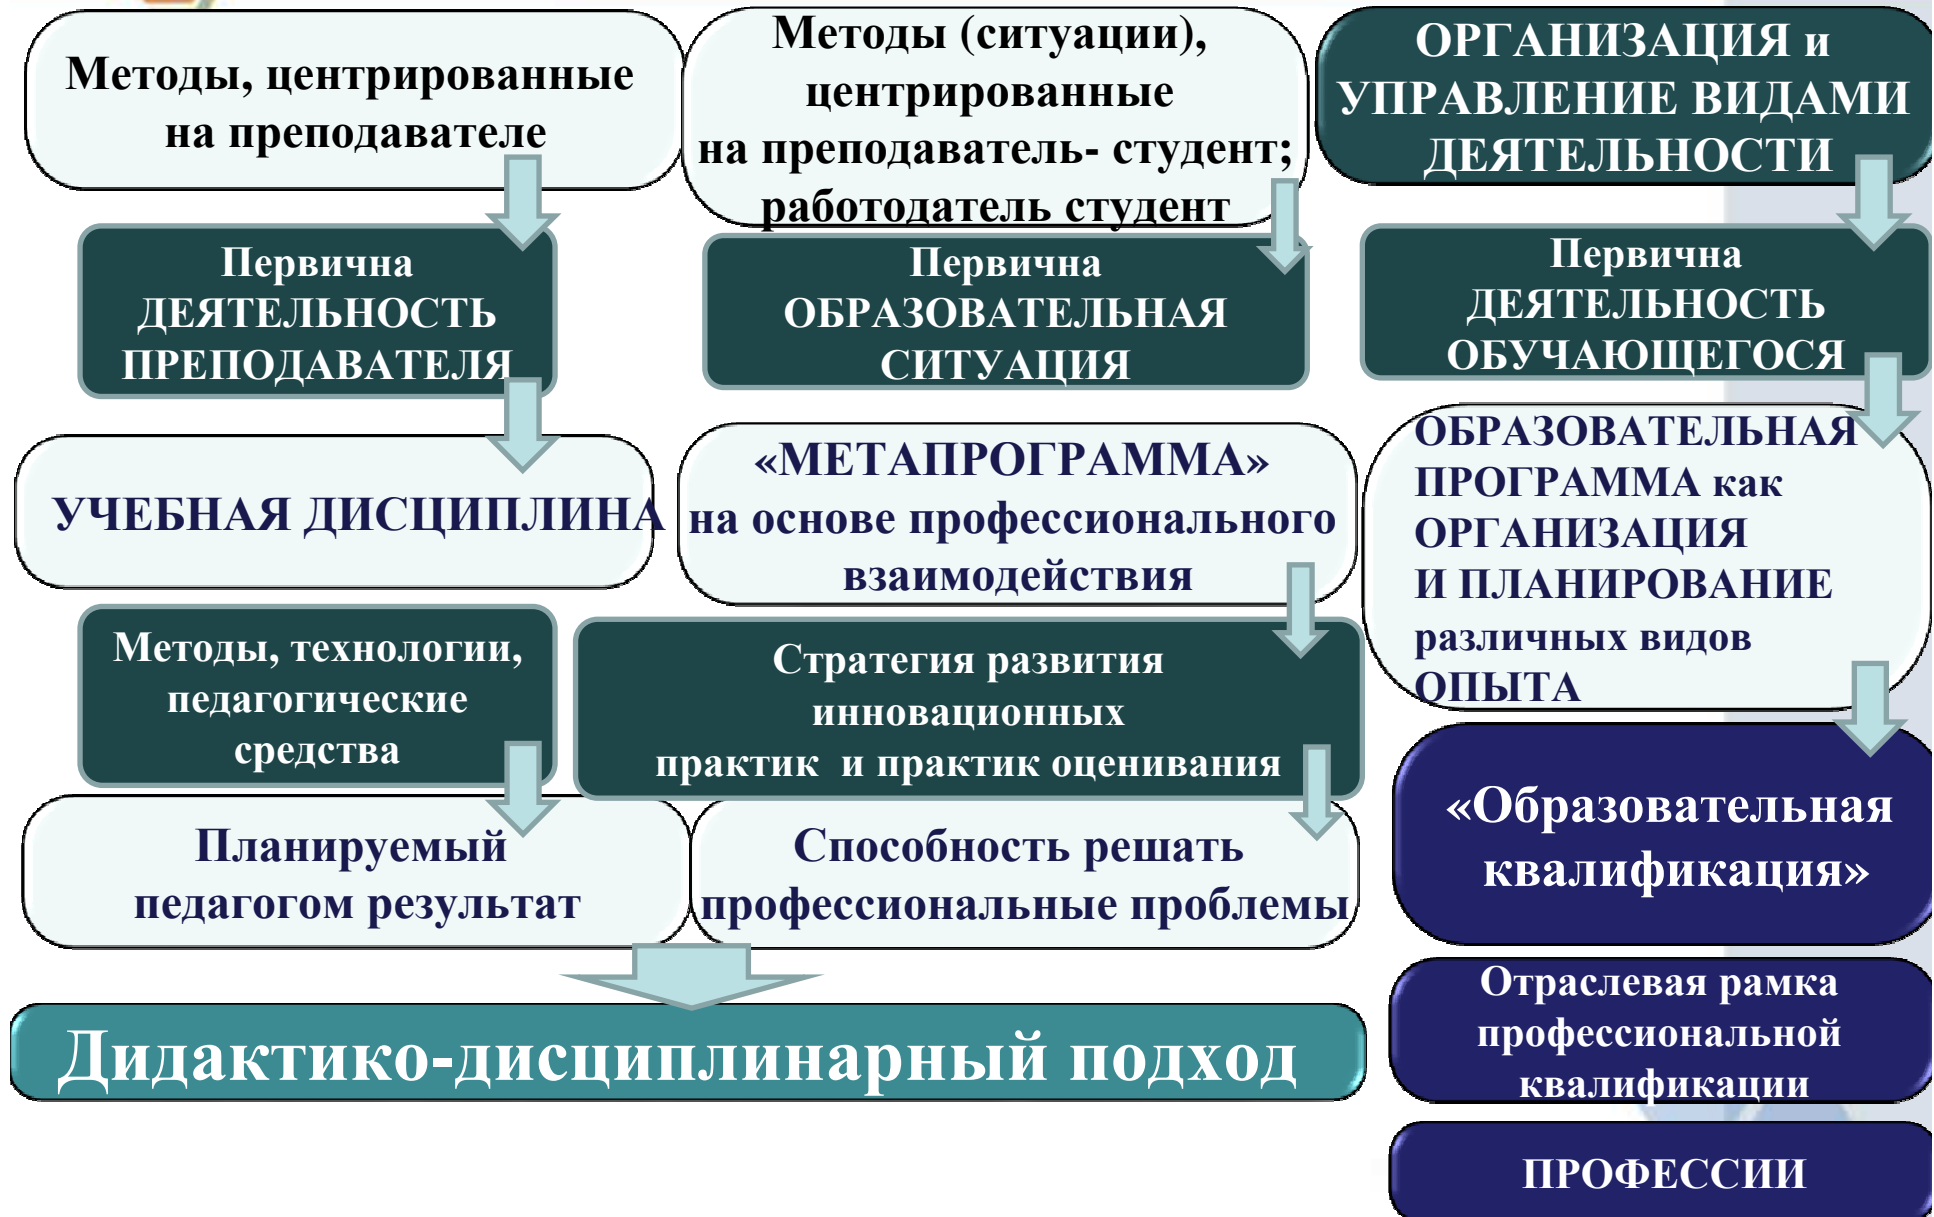 Методы, центрированные
на преподавателе
Первична
ДЕЯТЕЛЬНОСТЬ
ПРЕПОДАВАТЕЛЯ
УЧЕБНАЯ ДИСЦИПЛИНА
Методы, технологии,
педагогические
средства
Планируемый
педагогом результат
Методы (ситуации),
центрированные
на преподаватель- студент;
работодатель студент
Первична
ОБРАЗОВАТЕЛЬНАЯ
СИТУАЦИЯ
«МЕТАПРОГРАММА»
на основе профессионального
взаимодействия
Стратегия развития
инновационных
практик и практик оценивания
Способность решать
профессиональные проблемы
Дидактико-дисциплинарный подход
ОРГАНИЗАЦИЯ и
УПРАВЛЕНИЕ ВИДАМИ
ДЕЯТЕЛЬНОСТИ
Первична
ДЕЯТЕЛЬНОСТЬ
ОБУЧАЮЩЕГОСЯ
ОБРАЗОВАТЕЛЬНАЯ
ПРОГРАММА как
ОРГАНИЗАЦИЯ
И ПЛАНИРОВАНИЕ
различных видов
ОПЫТА
«Образовательная
квалификация»
Отраслевая рамка
профессиональной
квалификации
ПРОФЕССИИ